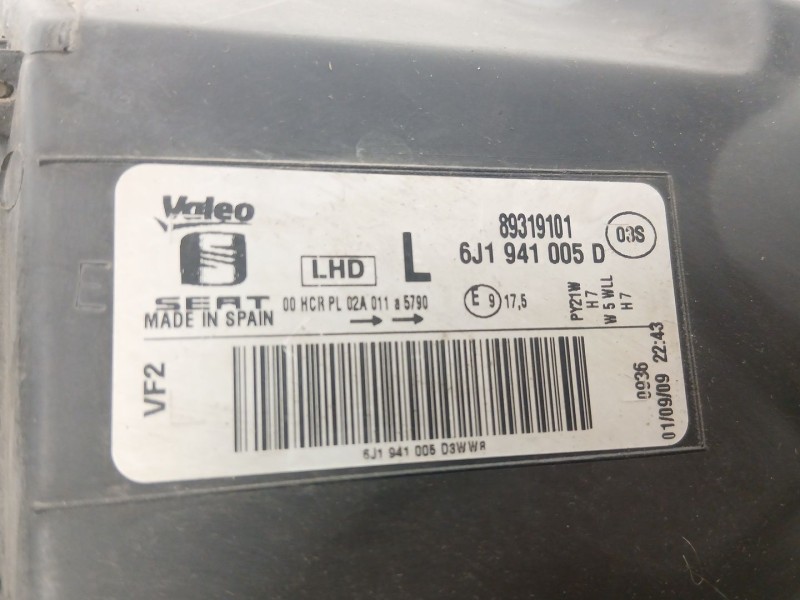 Valeo
89319101
03S
6J1 941 005 D
LHD
L
SEAT
00 HCR PL 02A 011 a 5790
E 9 17,5
MADE IN SPAIN
PY21W
H7
W 5 WLL
H7
VF2
0936
01/09/09 22:43
6J1 941 005 D3WW8